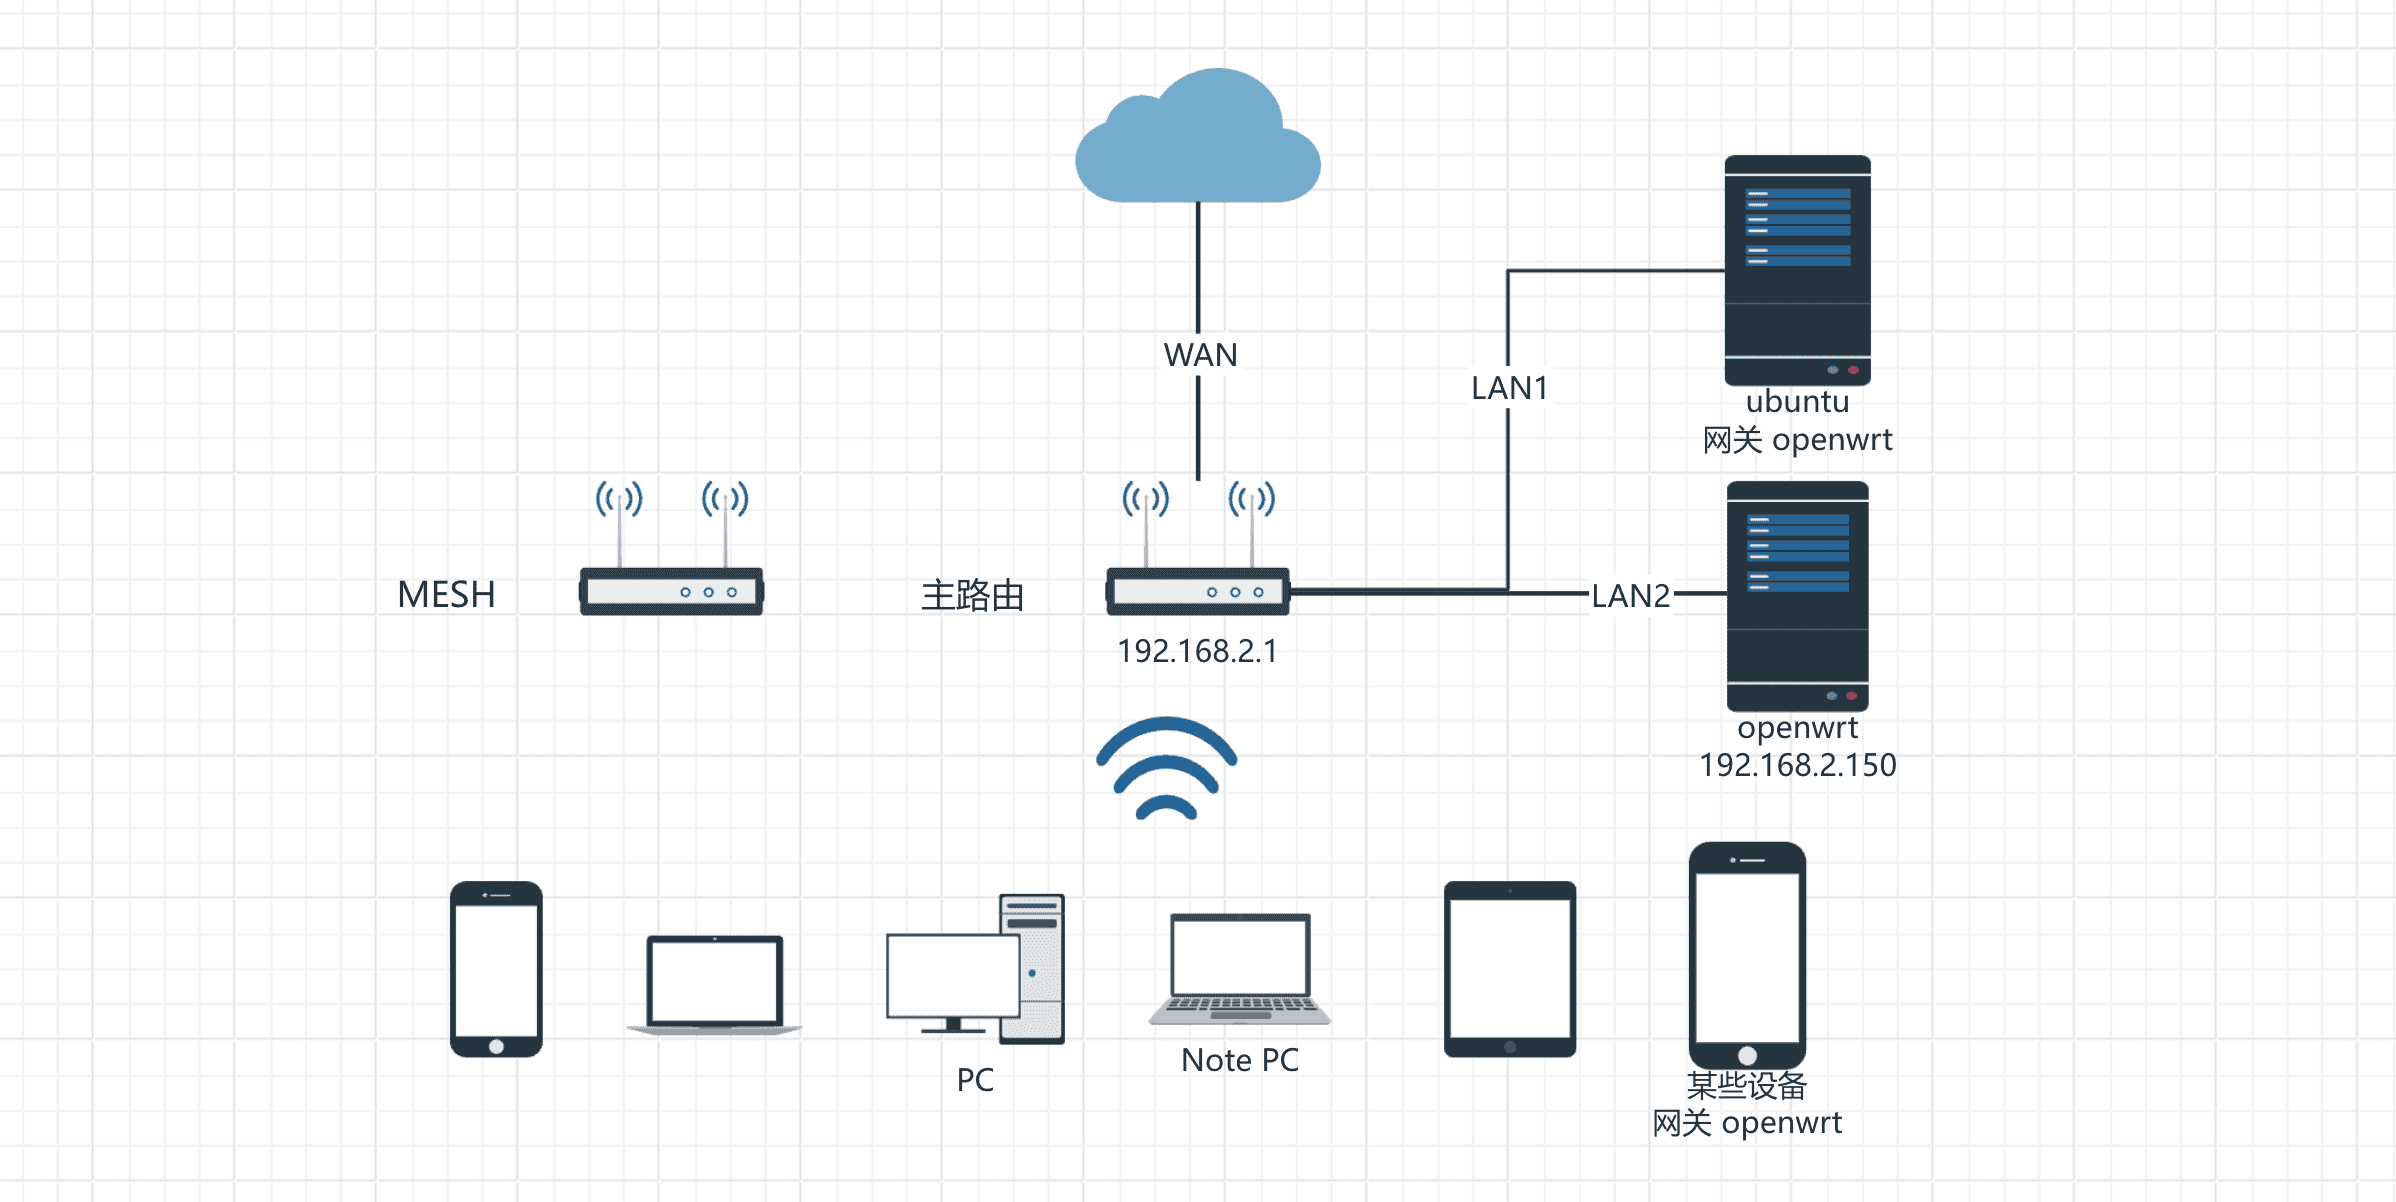 WAN
LAN1
ubuntu
网关 openwrt
MESH
主路由
192.168.2.1
LAN2
openwrt
192.168.2.150
PC
Note PC
某些设备
网关 openwrt